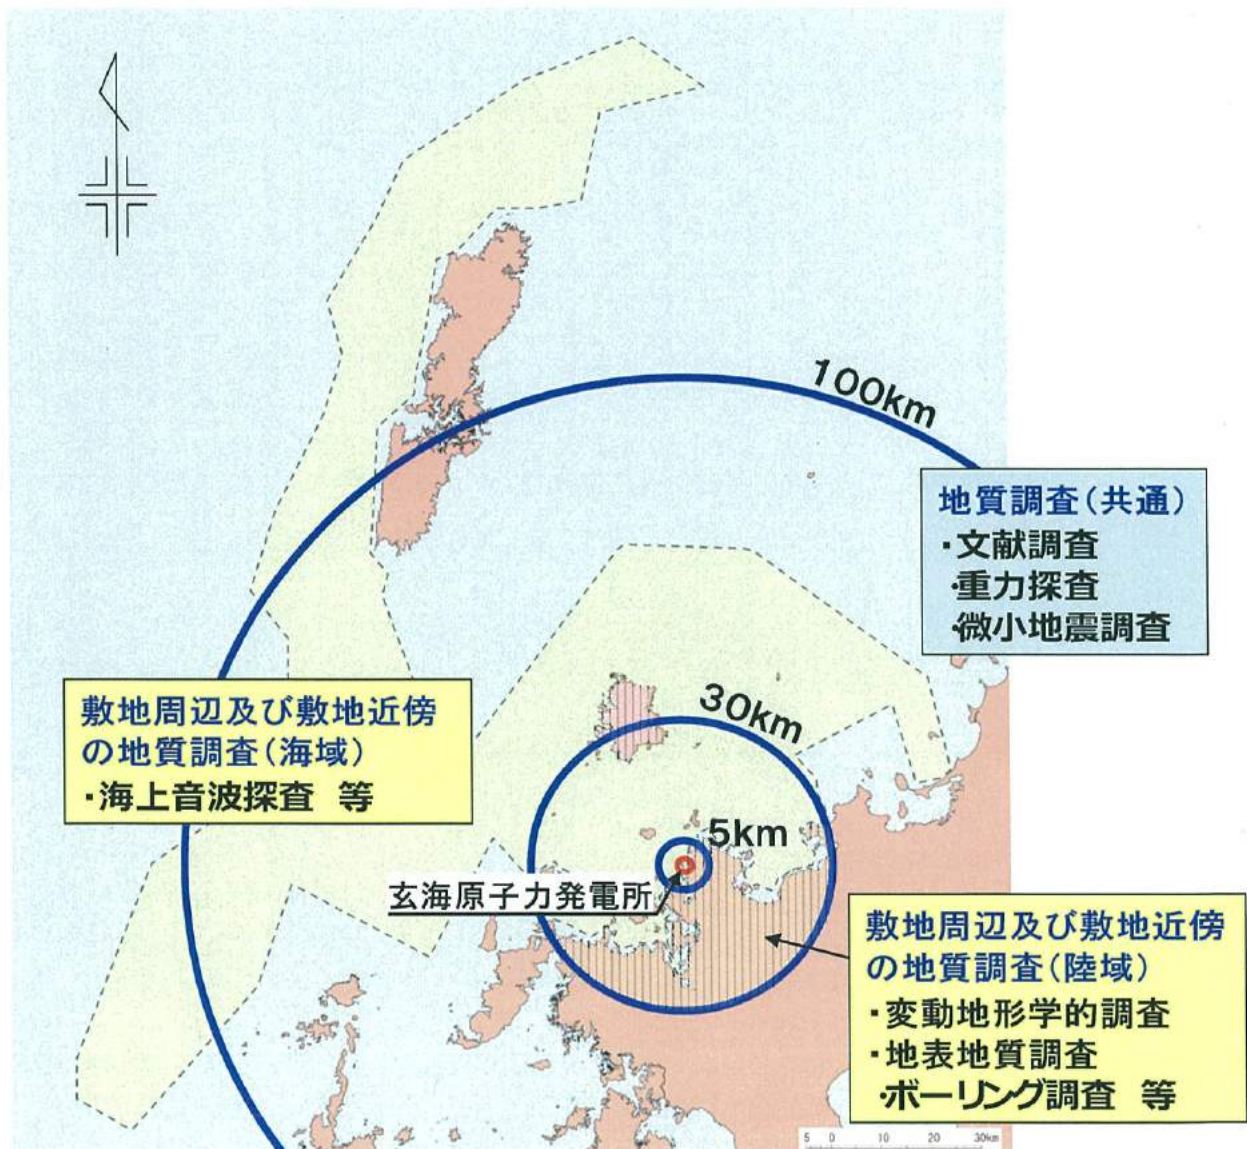 100km
地質調査(共通)
・文献調査
・重力探査
・微小地震調査
敷地周辺及び敷地近傍
の地質調査(海域)
・海上音波探査 等
30km
5km
玄海原子力発電所
敷地周辺及び敷地近傍
の地質調査(陸域)
・変動地形学的調査
・地表地質調査
・ボーリング調査 等
5 0 10 20 30km